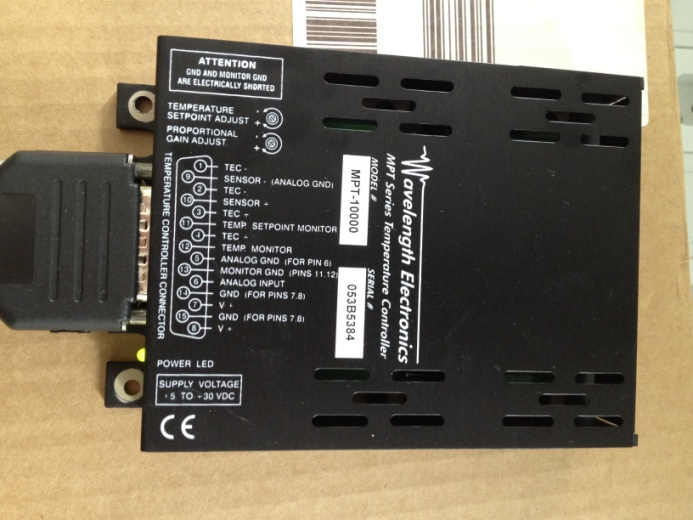 ATTENTION
GND AND MONITOR GND
ARE ELECTRICALLY SHORTED
TEMPERATURE
SETPOINT ADJUST - +
PROPORTIONAL
GAIN ADJUST - +
TEMPERATURE CONTROLLER CONNECTOR
1 TEC -
9 SENSOR - (ANALOG GND)
2 TEC -
10 SENSOR +
3 TEC +
11 TEMP. SETPOINT MONITOR
4 TEC +
12 TEMP. MONITOR
5 ANALOG GND (FOR PIN 6)
13 MONITOR GND (PINS 11,12)
6 ANALOG INPUT
14 GND (FOR PINS 7,8)
7 V +
15 GND (FOR PINS 7,8)
8 V +
POWER LED
SUPPLY VOLTAGE
+5 TO +30 VDC
CE
Wavelength Electronics
MPT Series Temperature Controller
MODEL #
MPT-10000
SERIAL #
053B5384